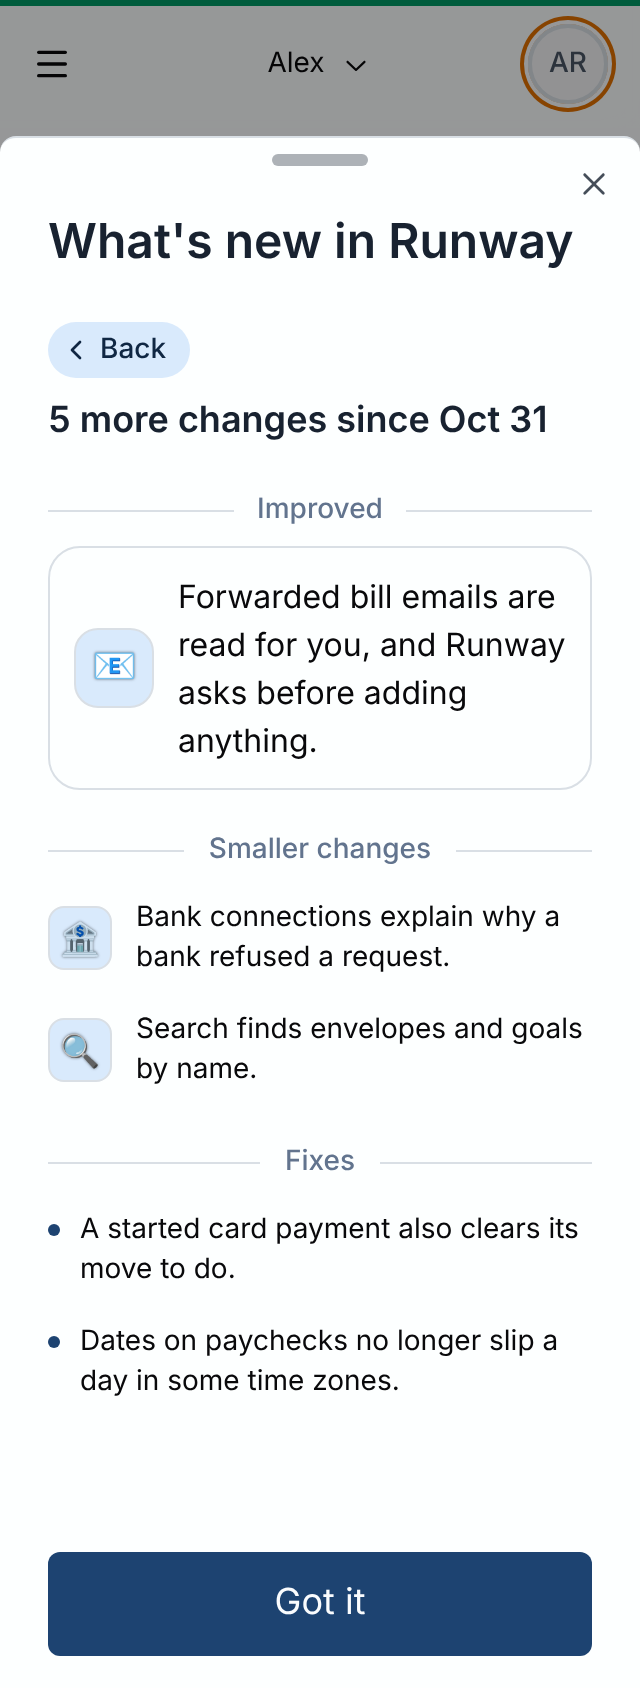 Alex
AR
What's new in Runway
Back
5 more changes since Oct 31
Improved
Forwarded bill emails are
read for you, and Runway
asks before adding
anything.
Smaller changes
Bank connections explain why a
bank refused a request.
Search finds envelopes and goals
by name.
Fixes
A started card payment also clears its
move to do.
Dates on paychecks no longer slip a
day in some time zones.
Got it